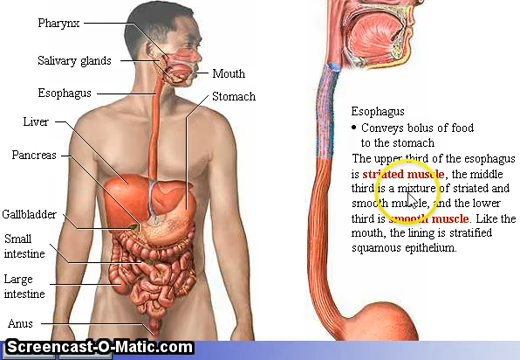 Pharynx
Salivary glands
Mouth
Esophagus
Stomach
Liver
Pancreas
Gallbladder
Small
intestine
Large
intestine
Anus
Esophagus
• Conveys bolus of food
to the stomach
The upper third of the esophagus
is striated muscle, the middle
third is a mixture of striated and
smooth muscle, and the lower
third is smooth muscle. Like the
mouth, the lining is stratified
squamous epithelium.
Screencast-O-Matic.com